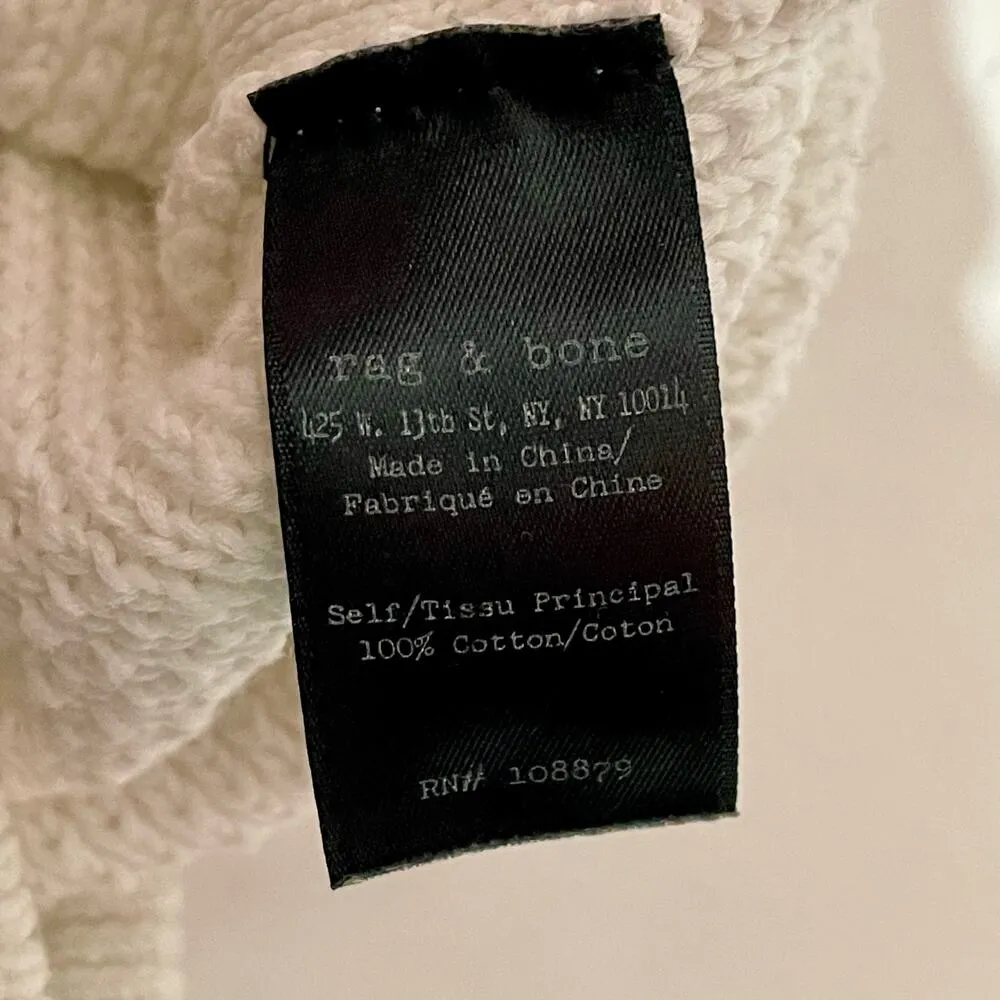 rag & bone
425 W. 13th St, NY, NY 10014
Made in China/
Fabriqué en Chine
Self/Tissu Principal
100% Cotton/Coton
RN# 108879